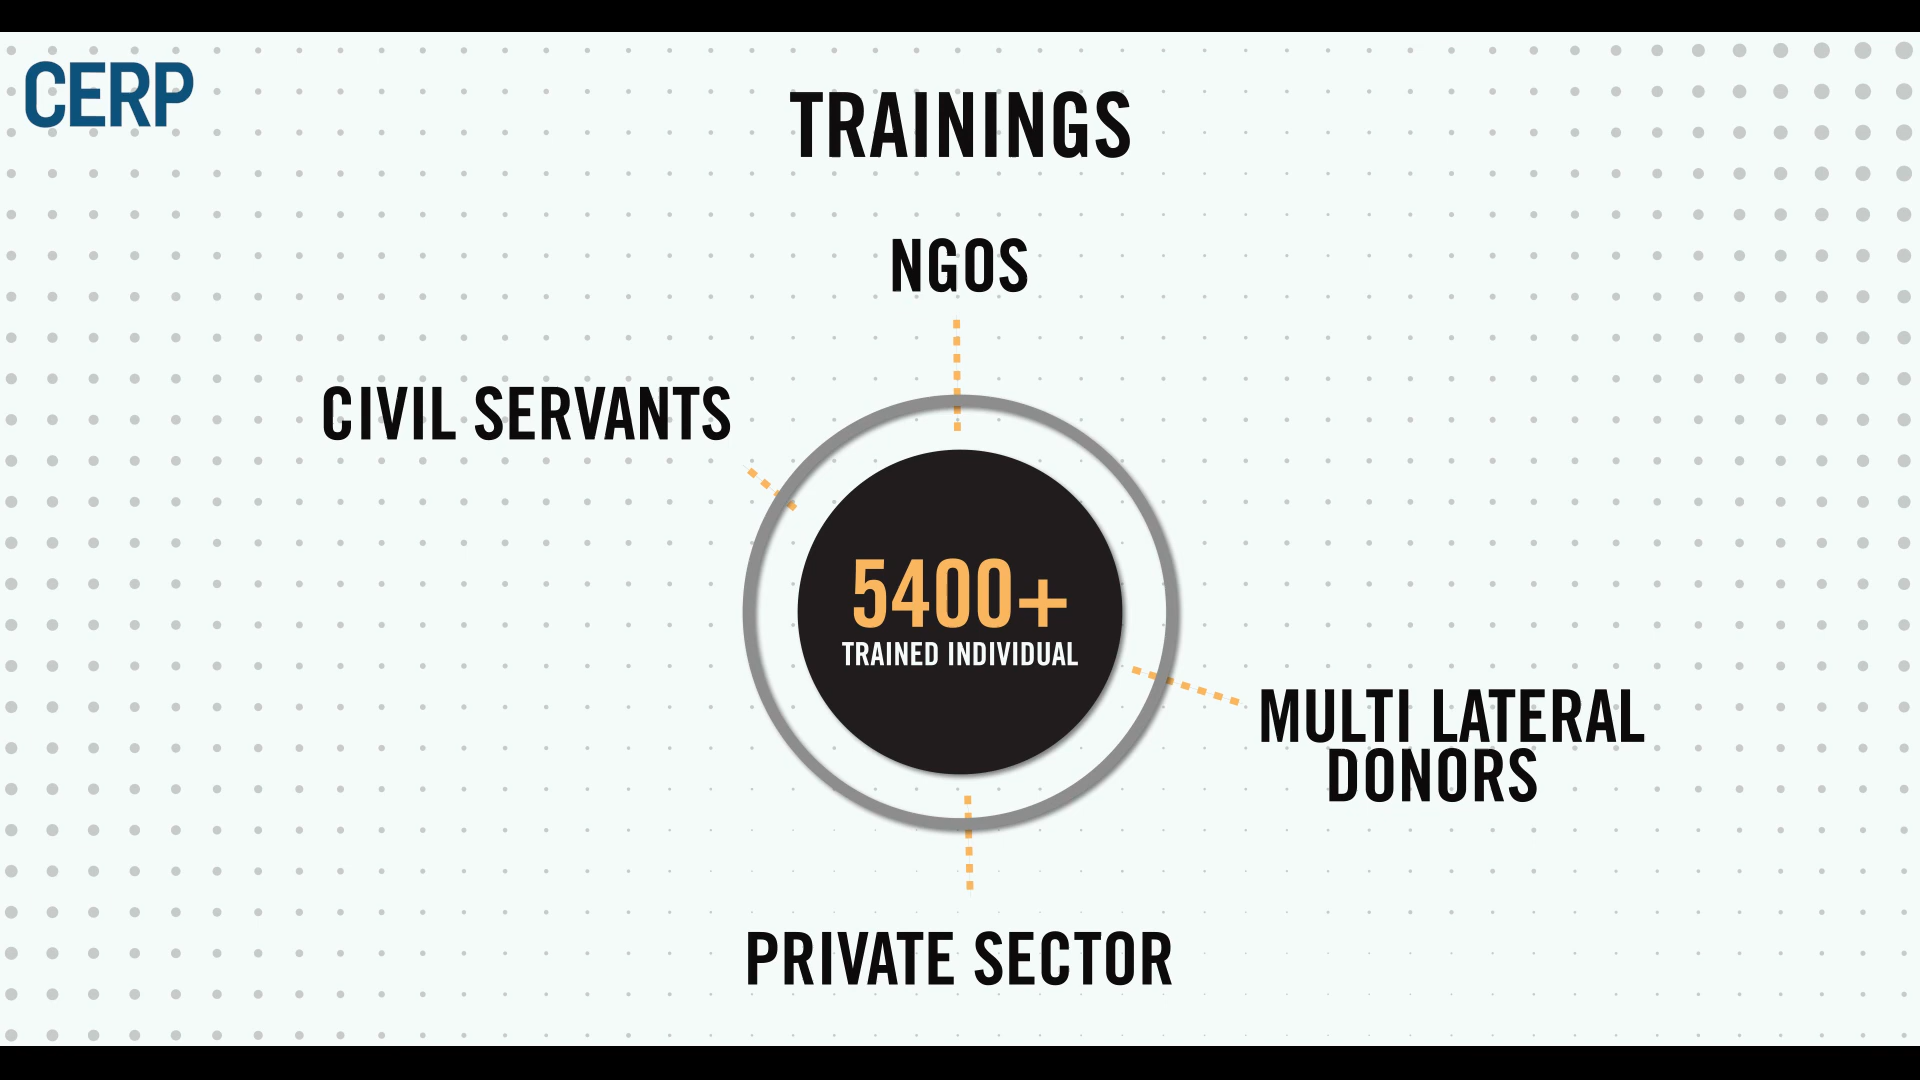 CERP
TRAININGS
NGOS
CIVIL SERVANTS
5400+
TRAINED INDIVIDUAL
MULTI LATERAL
DONORS
PRIVATE SECTOR